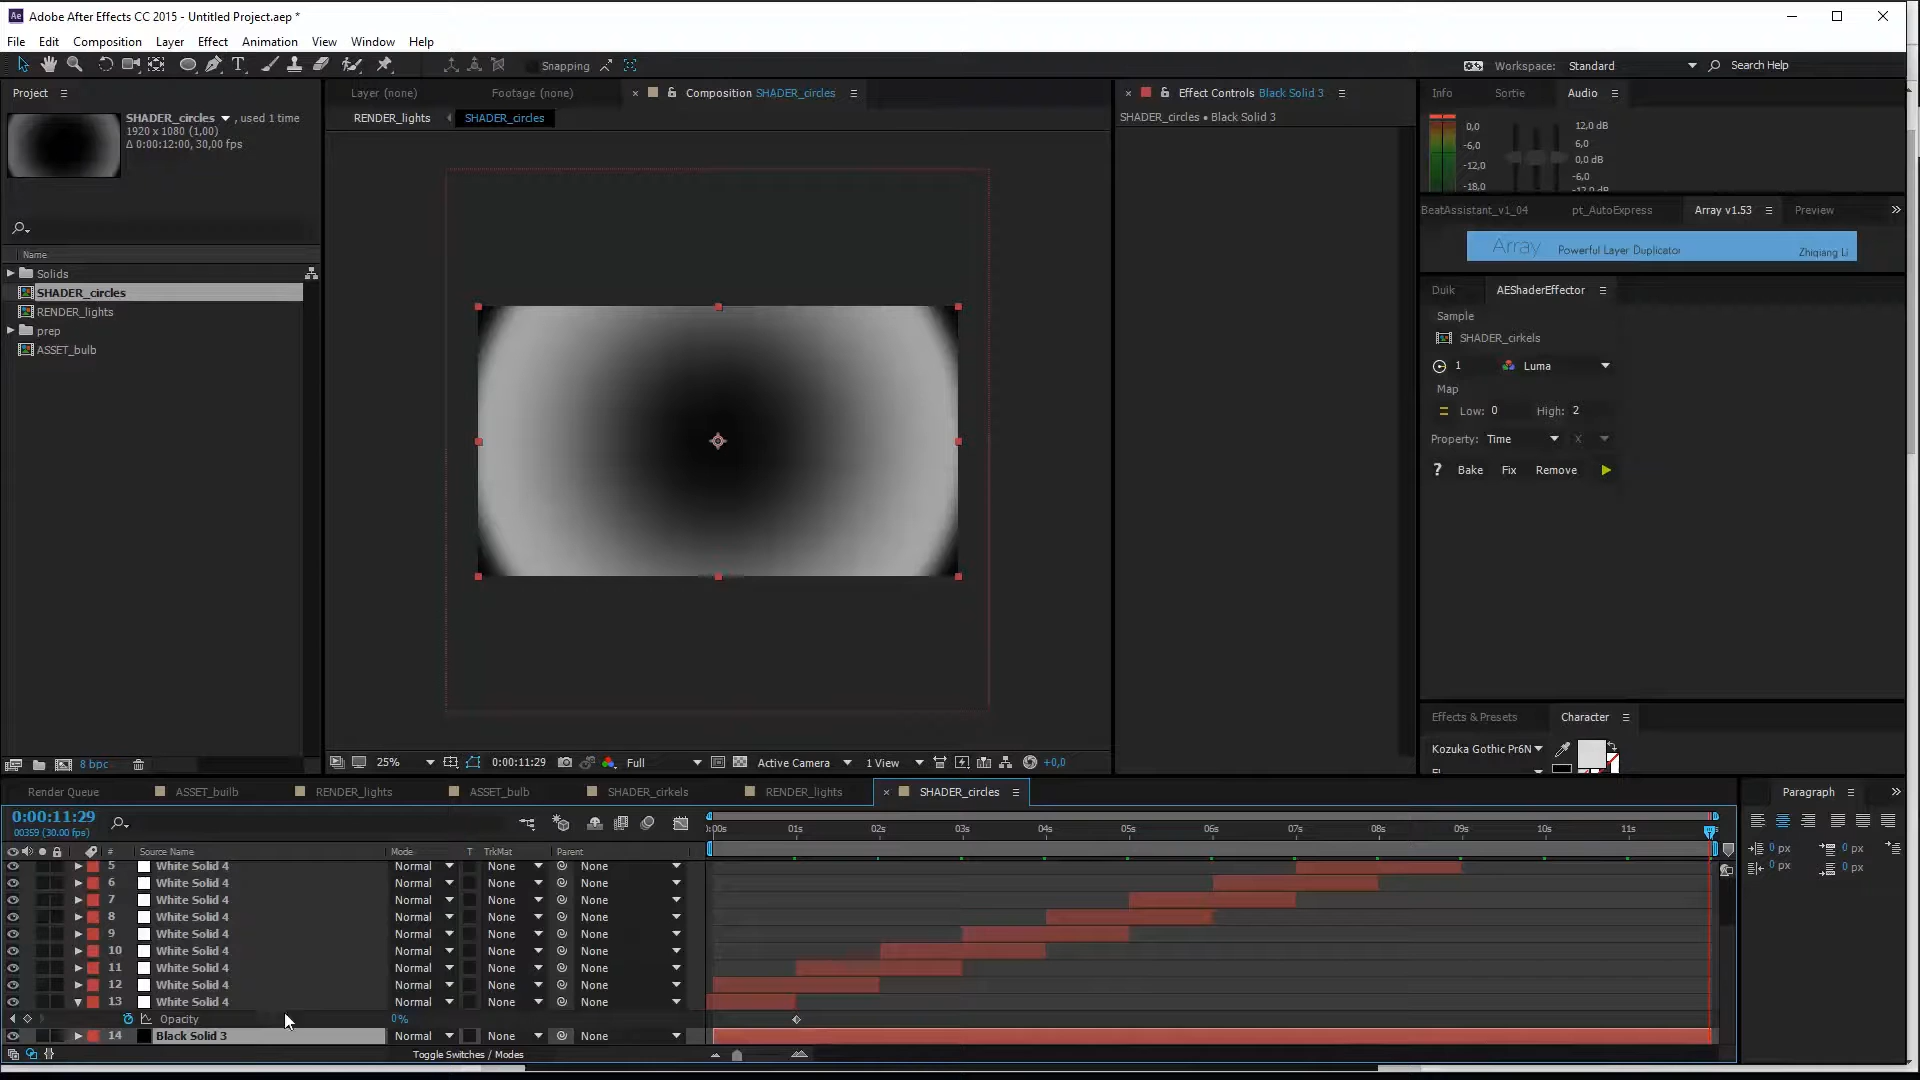 Adobe After Effects CC 2015 - Untitled Project.aep *
File Edit Composition Layer Effect Animation View Window Help
Snapping
Workspace: Standard Search Help
Project
SHADER_circles , used 1 time
1920 x 1080 (1,00)
Δ 0:00:12:00, 30,00 fps
Name
Solids
SHADER_circles
RENDER_lights
prep
ASSET_bulb
8 bpc
Layer (none) Footage (none) Composition SHADER_circles
RENDER_lights SHADER_circles
25% 0:00:11:29 Full Active Camera 1 View +0,0
Effect Controls Black Solid 3
SHADER_circles • Black Solid 3
Info Sortie Audio
0,0 12,0 dB
-6,0 6,0
-12,0 0,0 dB
-18,0 -6,0
-12,0 dB
BeatAssistant_v1_04 pt_AutoExpress Array v1.53 Preview
Array Powerful Layer Duplicator Zhiqiang Li
Duik AEShaderEffector
Sample
SHADER_cirkels
1 Luma
Map
Low: 0 High: 2
Property: Time X
? Bake Fix Remove
Effects & Presets Character
Kozuka Gothic Pr6N
Render Queue ASSET_builb RENDER_lights ASSET_bulb SHADER_cirkels RENDER_lights SHADER_circles
0:00:11:29
00359 (30.00 fps)
:00s 01s 02s 03s 04s 05s 06s 07s 08s 09s 10s 11s
# Source Name Mode T TrkMat Parent
5 White Solid 4 Normal None None
6 White Solid 4 Normal None None
7 White Solid 4 Normal None None
8 White Solid 4 Normal None None
9 White Solid 4 Normal None None
10 White Solid 4 Normal None None
11 White Solid 4 Normal None None
12 White Solid 4 Normal None None
13 White Solid 4 Normal None None
Opacity 0%
14 Black Solid 3 Normal None None
Toggle Switches / Modes
Paragraph
0 px 0 px
0 px 0 px